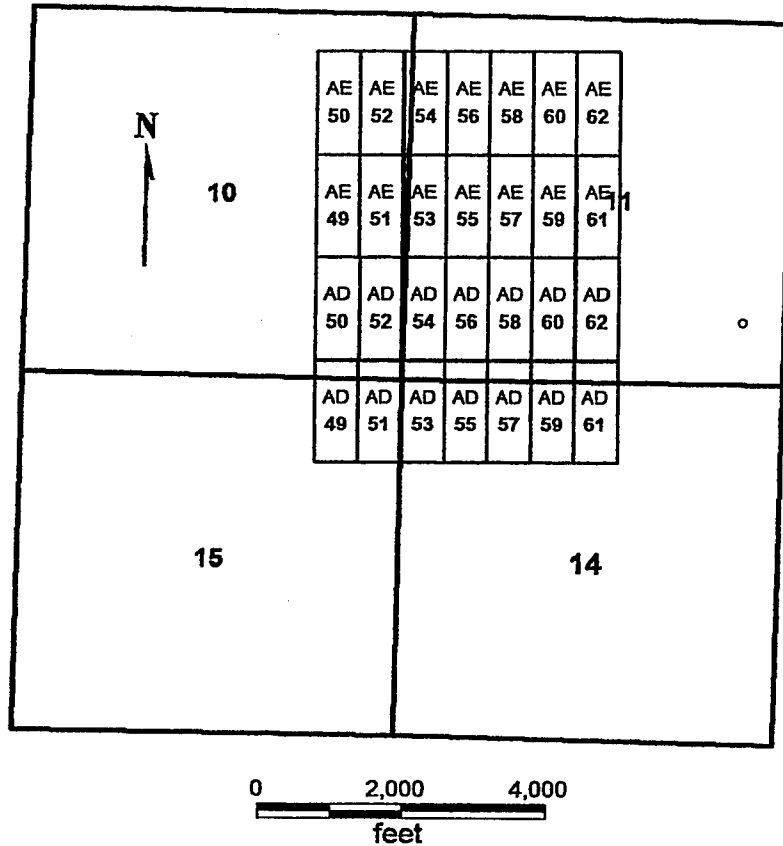 AE AE AE AE AE AE AE
50 52 54 56 58 60 62
N
10
AE AE AE AE AE AE AE
49 51 53 55 57 59 61
11
AD AD AD AD AD AD AD
50 52 54 56 58 60 62
AD AD AD AD AD AD AD
49 51 53 55 57 59 61
15
14
0 2,000 4,000
feet